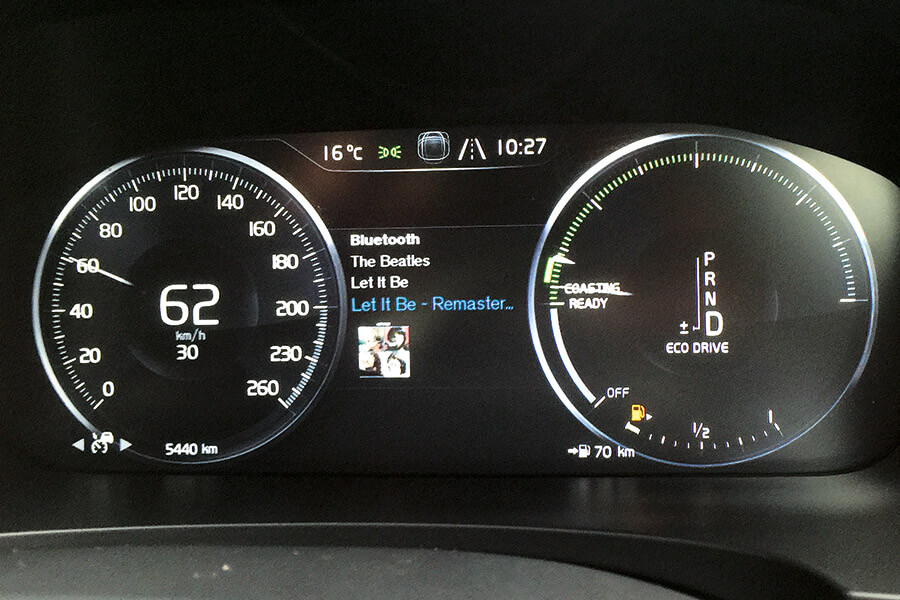 16°C 10:27
0
20
40
60
80
100
120
140
160
180
200
230
260
62
km/h
30
5440 km
Bluetooth
The Beatles
Let It Be
Let It Be - Remaster...
COASTING
READY
OFF
P
R
N
± D
ECO DRIVE
1/2
1
70 km